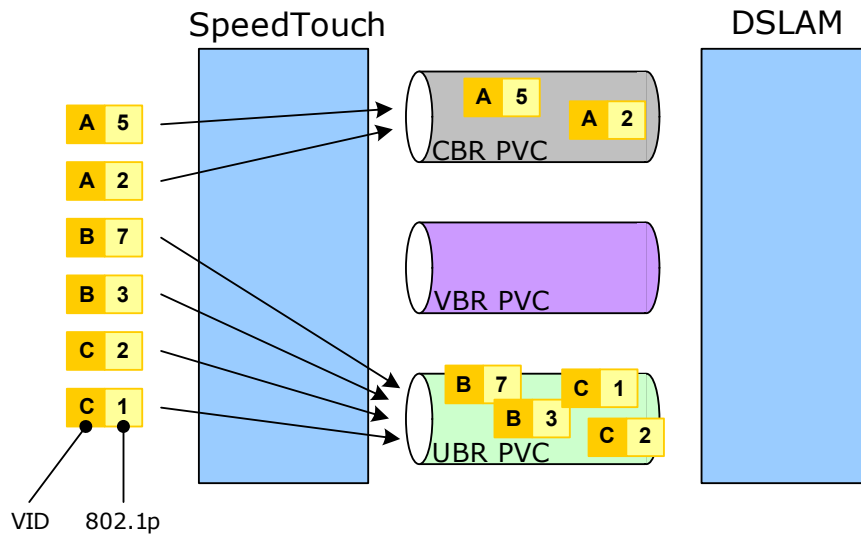 SpeedTouch
DSLAM
A 5
A 2
B 7
B 3
C 2
C 1
VID
802.1p
A 5
A 2
CBR PVC
VBR PVC
B 7
C 1
B 3
C 2
UBR PVC